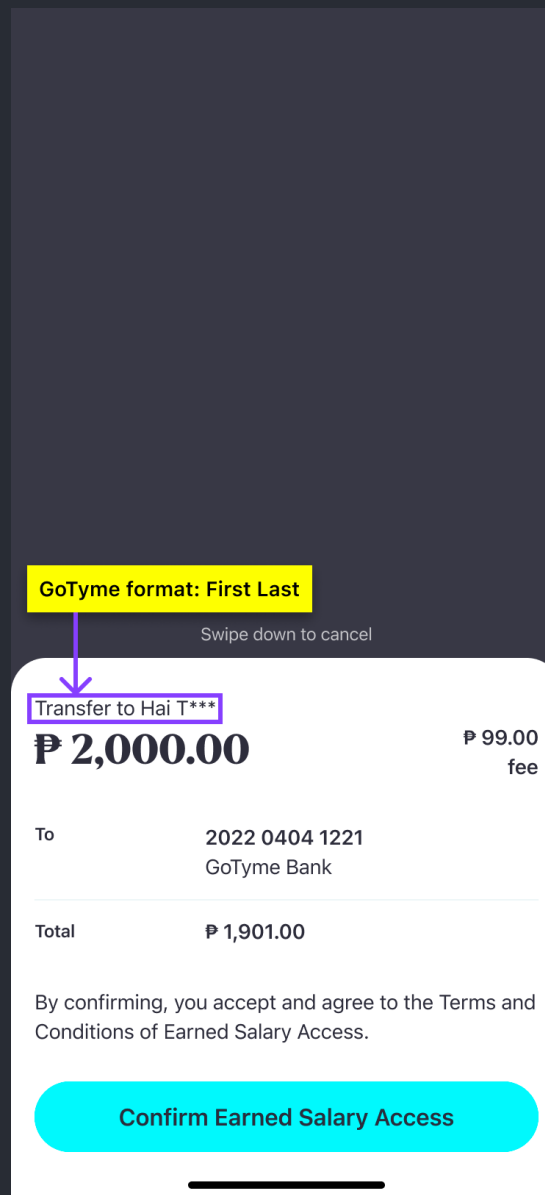 GoTyme format: First Last
Swipe down to cancel
Transfer to Hai T***
₱ 2,000.00
₱ 99.00
fee
To
2022 0404 1221
GoTyme Bank
Total
₱ 1,901.00
By confirming, you accept and agree to the Terms and
Conditions of Earned Salary Access.
Confirm Earned Salary Access